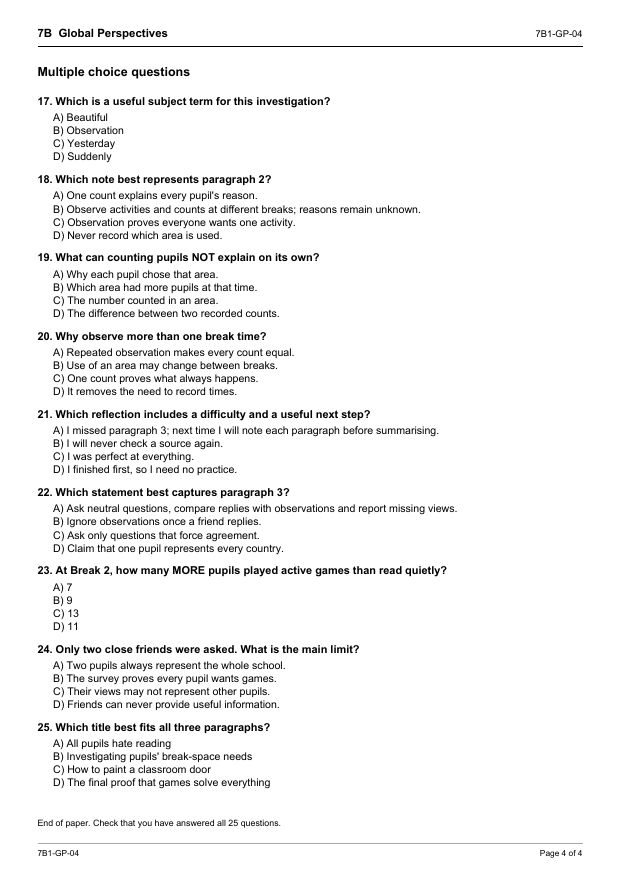 7B Global Perspectives
7B1-GP-04
Multiple choice questions
17. Which is a useful subject term for this investigation?
A) Beautiful
B) Observation
C) Yesterday
D) Suddenly
18. Which note best represents paragraph 2?
A) One count explains every pupil's reason.
B) Observe activities and counts at different breaks; reasons remain unknown.
C) Observation proves everyone wants one activity.
D) Never record which area is used.
19. What can counting pupils NOT explain on its own?
A) Why each pupil chose that area.
B) Which area had more pupils at that time.
C) The number counted in an area.
D) The difference between two recorded counts.
20. Why observe more than one break time?
A) Repeated observation makes every count equal.
B) Use of an area may change between breaks.
C) One count proves what always happens.
D) It removes the need to record times.
21. Which reflection includes a difficulty and a useful next step?
A) I missed paragraph 3; next time I will note each paragraph before summarising.
B) I will never check a source again.
C) I was perfect at everything.
D) I finished first, so I need no practice.
22. Which statement best captures paragraph 3?
A) Ask neutral questions, compare replies with observations and report missing views.
B) Ignore observations once a friend replies.
C) Ask only questions that force agreement.
D) Claim that one pupil represents every country.
23. At Break 2, how many MORE pupils played active games than read quietly?
A) 7
B) 9
C) 13
D) 11
24. Only two close friends were asked. What is the main limit?
A) Two pupils always represent the whole school.
B) The survey proves every pupil wants games.
C) Their views may not represent other pupils.
D) Friends can never provide useful information.
25. Which title best fits all three paragraphs?
A) All pupils hate reading
B) Investigating pupils' break-space needs
C) How to paint a classroom door
D) The final proof that games solve everything
End of paper. Check that you have answered all 25 questions.
7B1-GP-04
Page 4 of 4